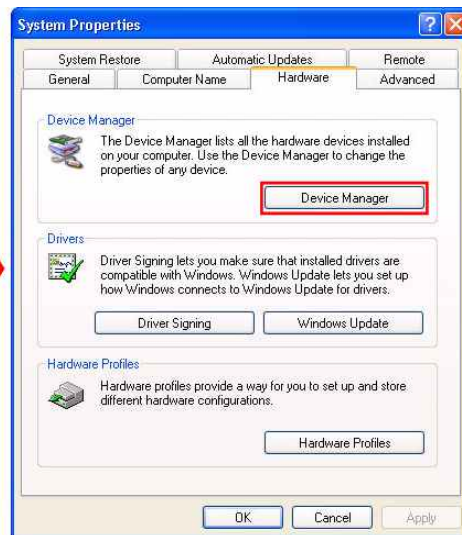 System Properties
System Restore Automatic Updates Remote
General Computer Name Hardware Advanced
Device Manager
The Device Manager lists all the hardware devices installed
on your computer. Use the Device Manager to change the
properties of any device.
Device Manager
Drivers
Driver Signing lets you make sure that installed drivers are
compatible with Windows. Windows Update lets you set up
how Windows connects to Windows Update for drivers.
Driver Signing Windows Update
Hardware Profiles
Hardware profiles provide a way for you to set up and store
different hardware configurations.
Hardware Profiles
OK Cancel Apply